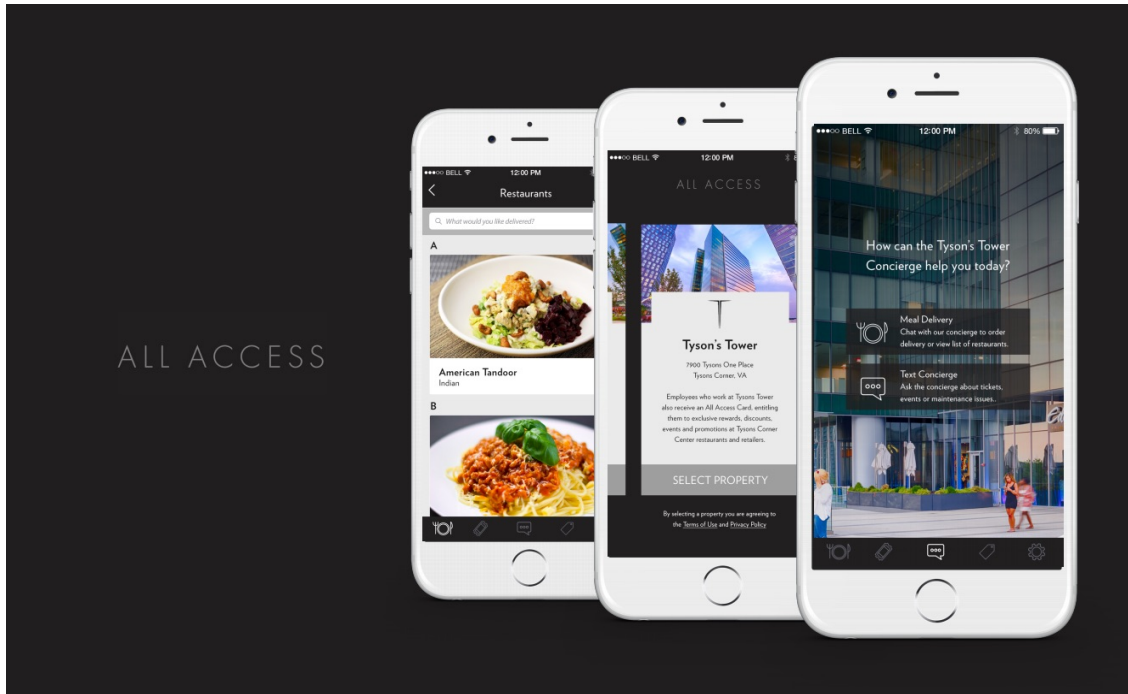 ALL ACCESS
BELL
12:00 PM
Restaurants
What would you like delivered?
A
American Tandoor
Indian
B
BELL
12:00 PM
ALL ACCESS
Tyson's Tower
7900 Tysons One Place
Tysons Corner, VA
Employees who work at Tysons Tower
also receive an All Access Card, entitling
them to exclusive rewards, discounts,
events and promotions at Tysons Corner
Center restaurants and retailers.
SELECT PROPERTY
By selecting a property you are agreeing to
the Terms of Use and Privacy Policy
BELL
12:00 PM
80%
How can the Tyson's Tower
Concierge help you today?
Meal Delivery
Chat with our concierge to order
delivery or view list of restaurants.
Text Concierge
Ask the concierge about tickets,
events or maintenance issues..